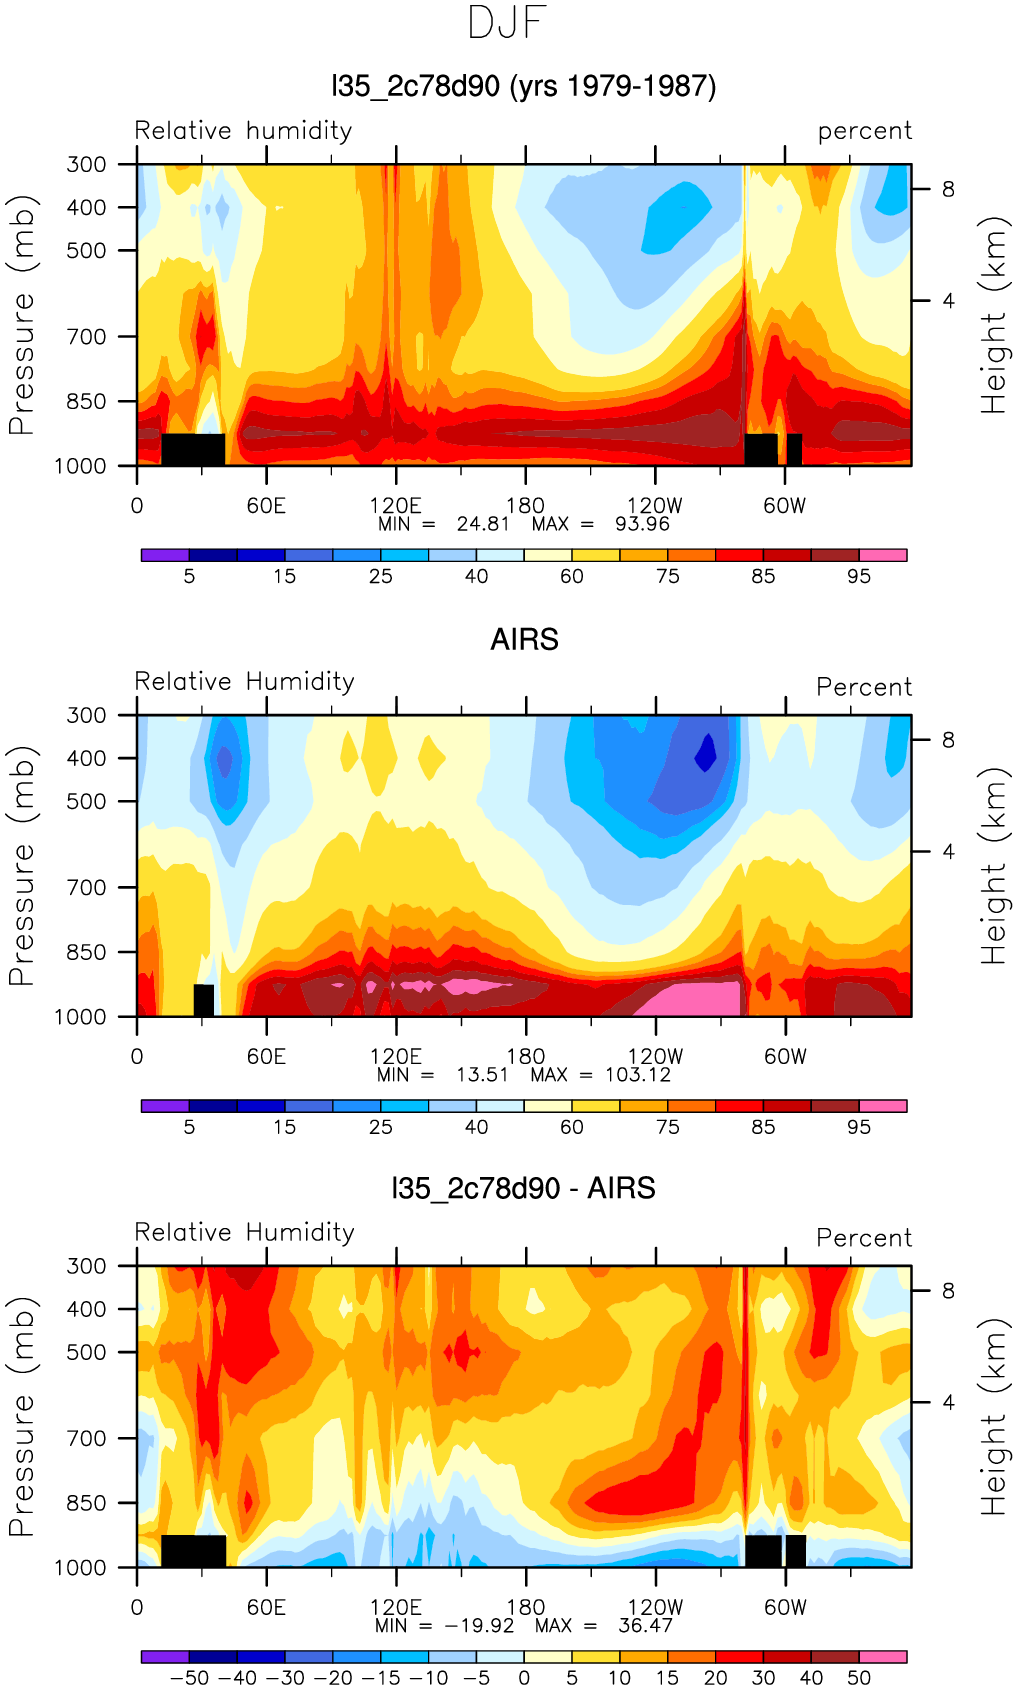 DJF
l35_2c78d90 (yrs 1979-1987)
Relative humidity percent
300
400
500
700
850
1000
Pressure (mb)
8
4
Height (km)
0 60E 120E 180 120W 60W
MIN = 24.81 MAX = 93.96
5 15 25 40 60 75 85 95
AIRS
Relative Humidity Percent
300
400
500
700
850
1000
Pressure (mb)
8
4
Height (km)
0 60E 120E 180 120W 60W
MIN = 13.51 MAX = 103.12
5 15 25 40 60 75 85 95
l35_2c78d90 - AIRS
Relative Humidity Percent
300
400
500
700
850
1000
Pressure (mb)
8
4
Height (km)
0 60E 120E 180 120W 60W
MIN = -19.92 MAX = 36.47
-50 -40 -30 -20 -15 -10 -5 0 5 10 15 20 30 40 50